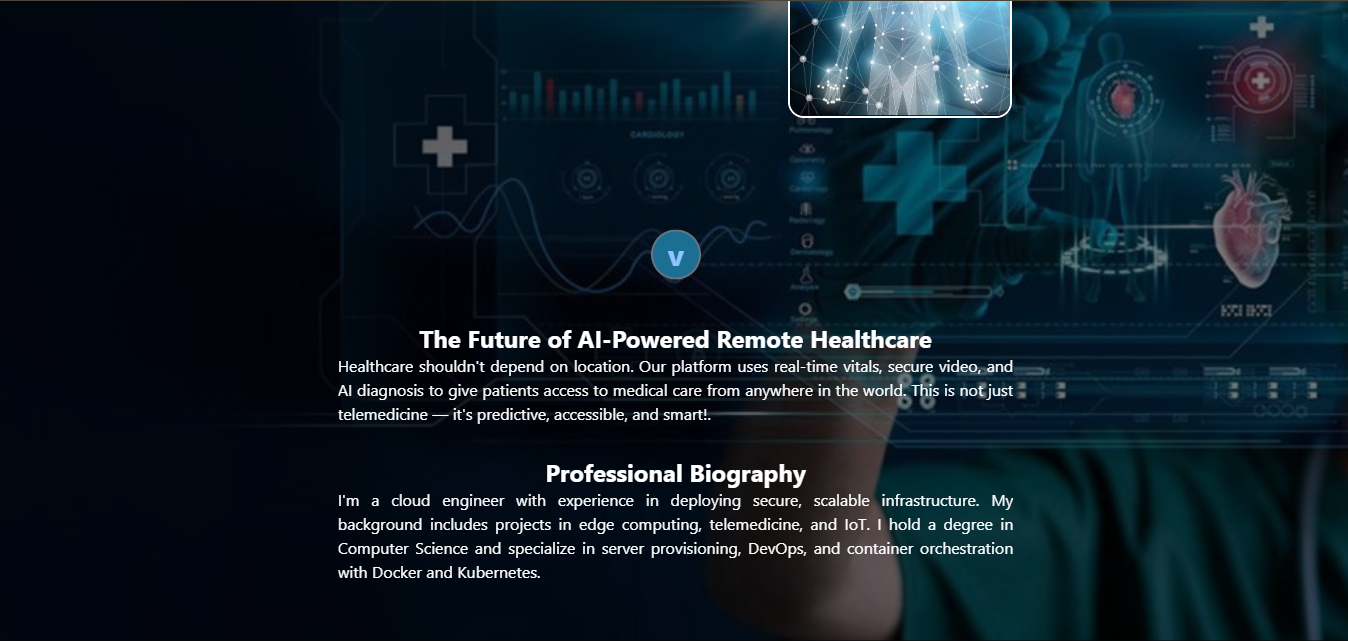 CARDIOLOGY
Pulmonology
Cardiology
Dermatology
v
The Future of AI-Powered Remote Healthcare
Healthcare shouldn't depend on location. Our platform uses real-time vitals, secure video, and
AI diagnosis to give patients access to medical care from anywhere in the world. This is not just
telemedicine — it's predictive, accessible, and smart!.
Professional Biography
I'm a cloud engineer with experience in deploying secure, scalable infrastructure. My
background includes projects in edge computing, telemedicine, and IoT. I hold a degree in
Computer Science and specialize in server provisioning, DevOps, and container orchestration
with Docker and Kubernetes.